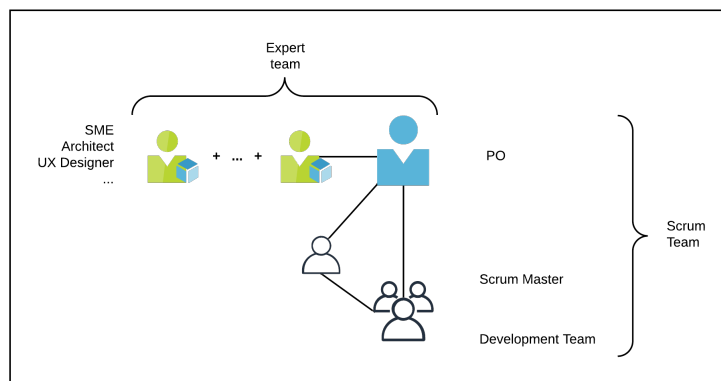 Expert
team
SME
Architect
UX Designer
...
+ ... +
PO
Scrum
Team
Scrum Master
Development Team